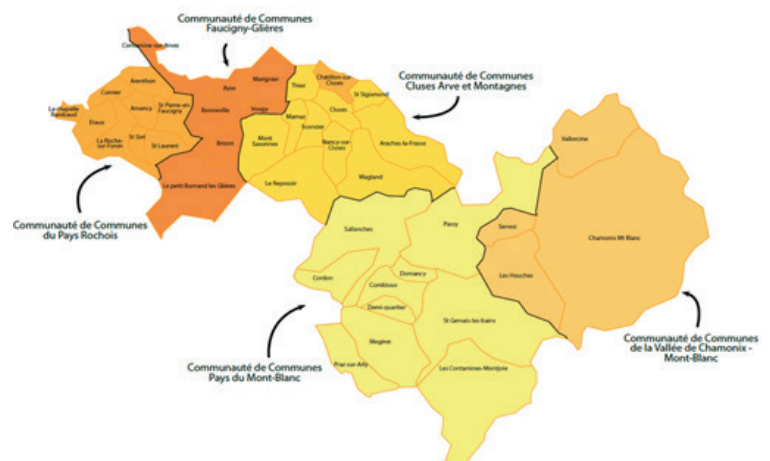 Communauté de Communes
Faucigny-Glières
Contamine-sur-Arves
Arenthon
Ayse
Marignier
Thiez
Châtillon-sur-
Cluses
St Sigismond
Communauté de Communes
Cluses Arve et Montagnes
Cornier
La chapelle
Rambaud
Amancy
St Pierre-en
Faucigny
Bonneville
Vougy
Marnaz
Cluses
Scionzier
Eteaux
La Roche-
sur-Foron
St Sixt
St Laurent
Brizon
Mont
Saxonnex
Nancy-sur-
Cluses
Araches-la-Frasse
Vallorcine
Le petit Bornand les Glières
Le Reposoir
Magland
Communauté de Communes
du Pays Rochois
Sallanches
Passy
Servoz
Chamonix Mt Blanc
Cordon
Domancy
Combloux
Les Houches
Demi-quartier
St Gervais-les-bains
Megève
Communauté de Communes
Pays du Mont-Blanc
Praz-sur-Arly
Les Contamines-Montjoie
Communauté de Communes
de la Vallée de Chamonix -
Mont-Blanc